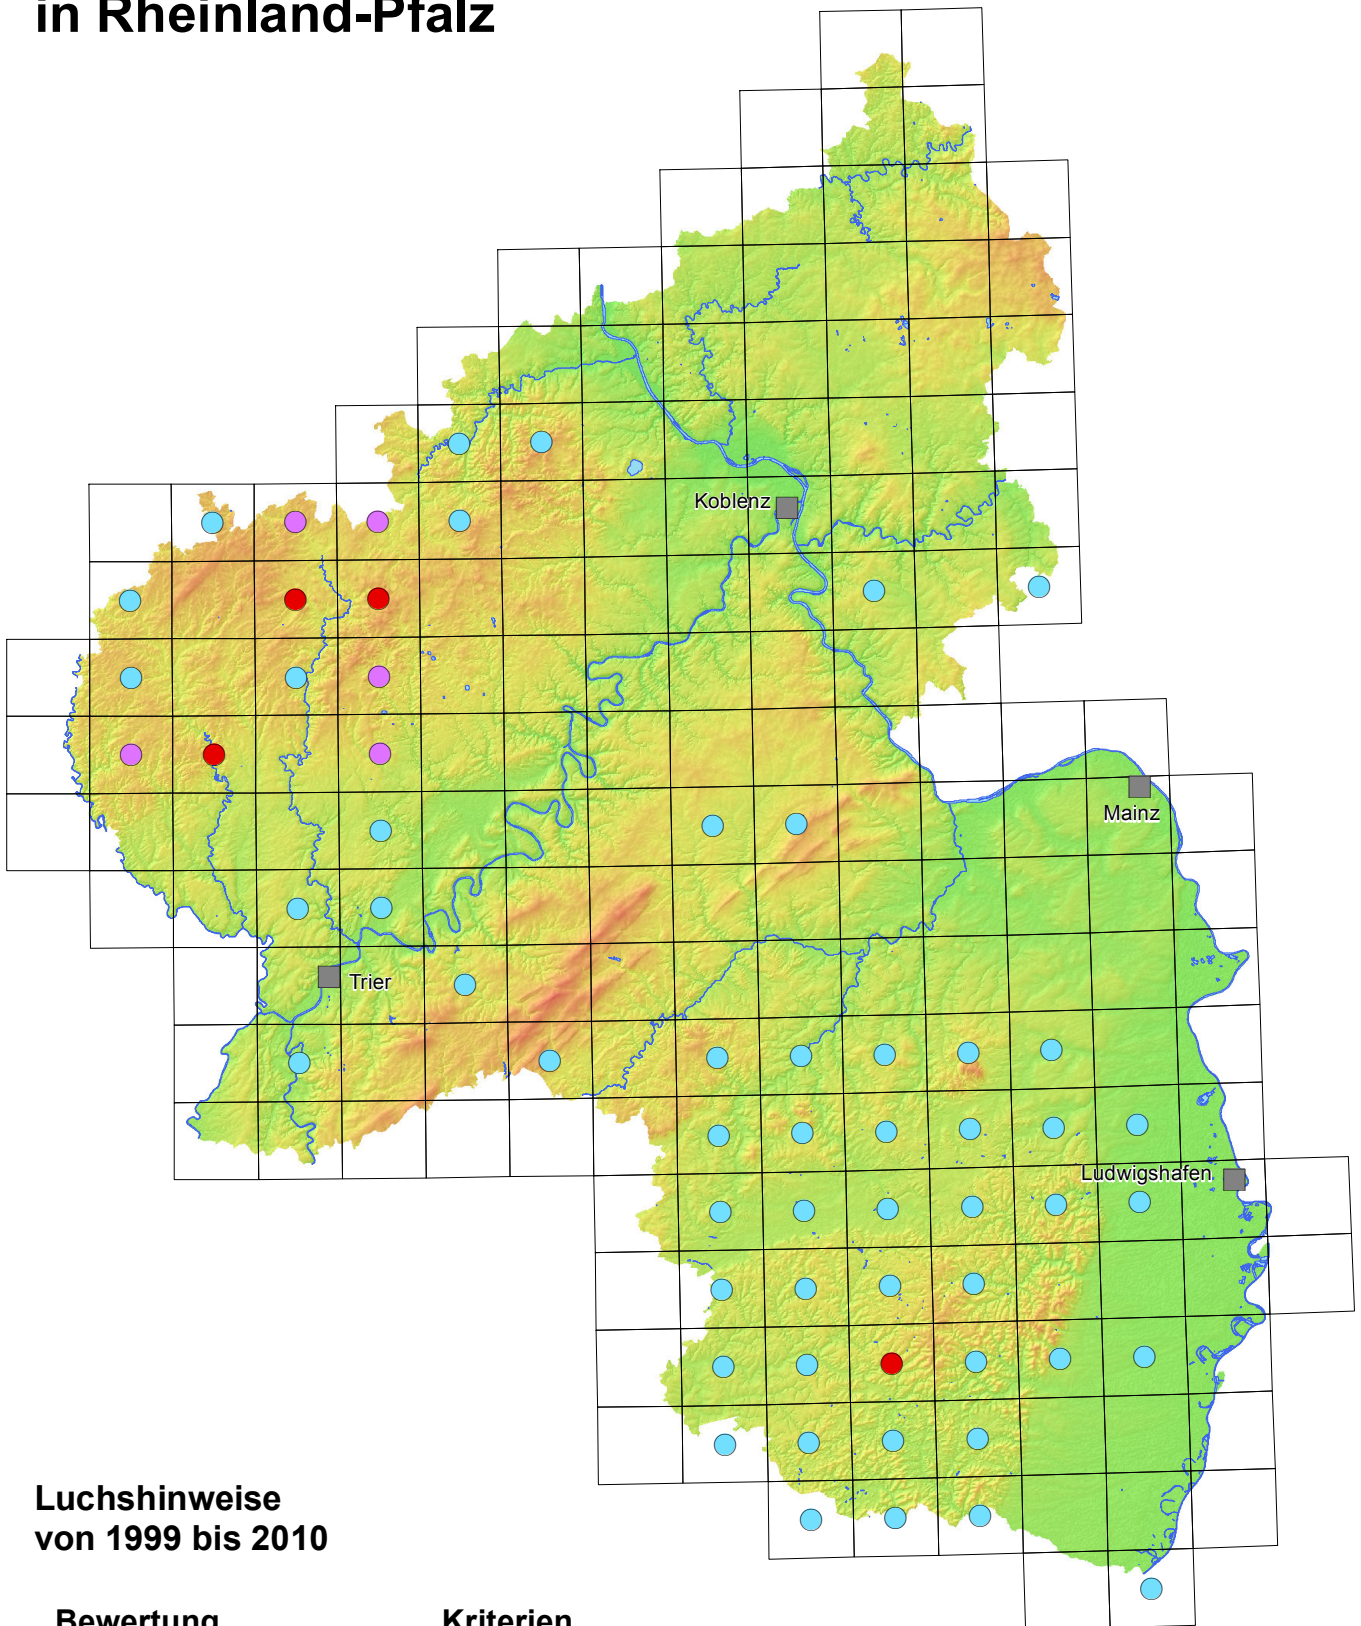 in Rheinland-Pfalz
Koblenz
Mainz
Trier
Ludwigshafen
Luchshinweise
von 1999 bis 2010
Bewertung
Kriterien